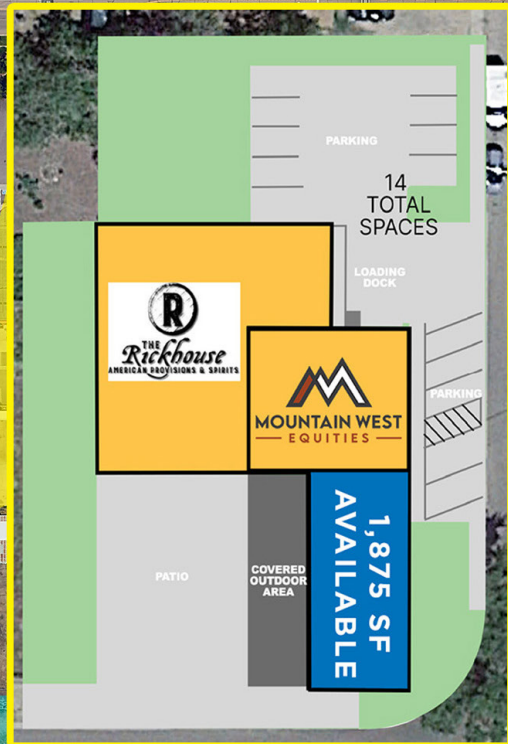 PARKING
14
TOTAL
SPACES
LOADING
DOCK
R
THE
Rickhouse
AMERICAN PROVISIONS & SPIRITS
MOUNTAIN WEST
EQUITIES
PARKING
1,875 SF
AVAILABLE
PATIO
COVERED
OUTDOOR
AREA